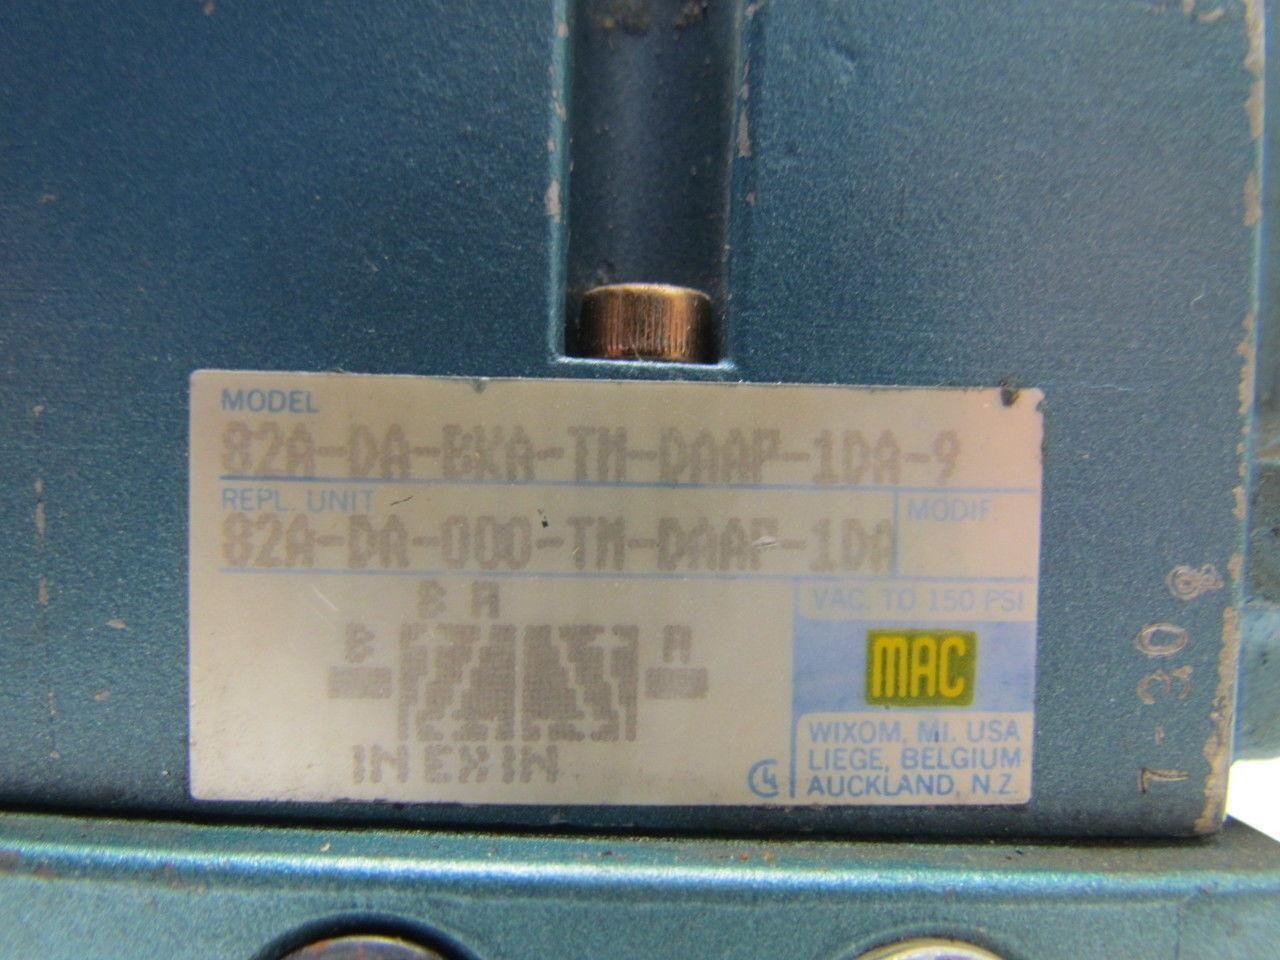 MODEL
82A-DA-BKA-TM-DAAP-1DA-9
REPL. UNIT
MODIF.
82A-DA-000-TM-DAAP-1DA
B A
B A
IN EX IN
VAC. TO 150 PSI
MAC
WIXOM, MI. USA
LIEGE, BELGIUM
AUCKLAND, N.Z.
7-30